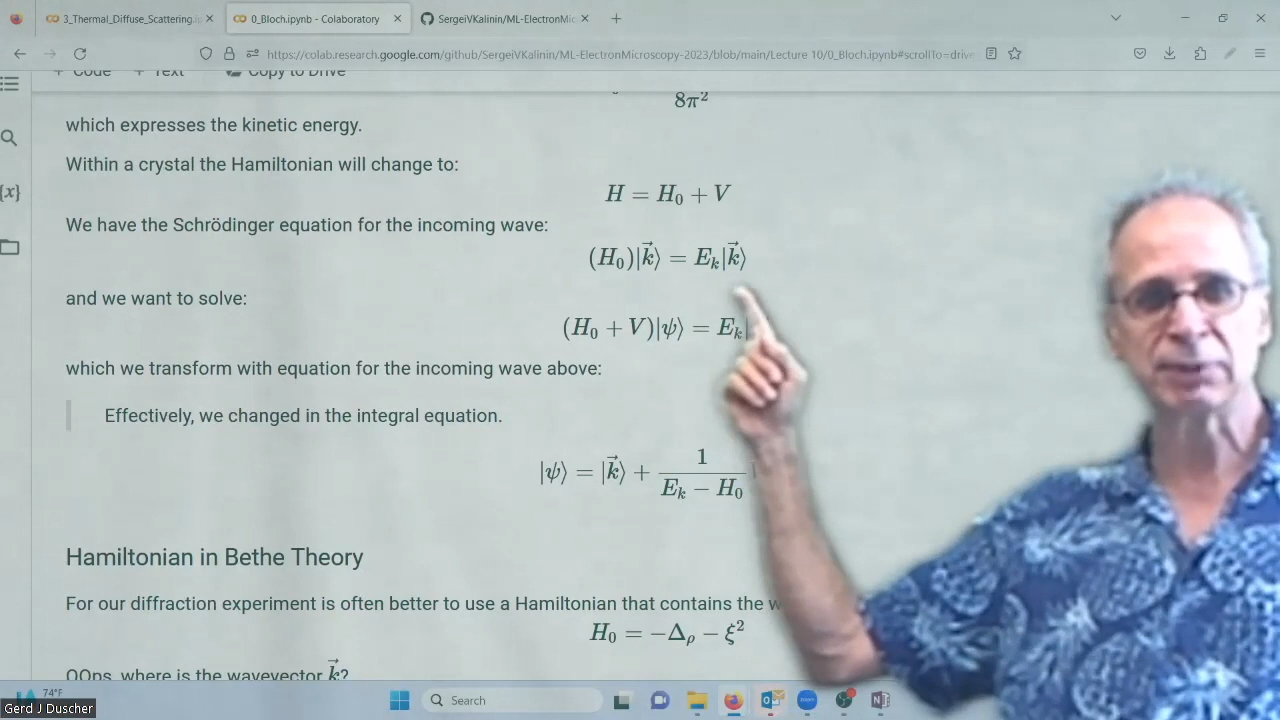 3_Thermal_Diffuse_Scattering.i
0_Bloch.ipynb - Colaboratory
SergeiVKalinin/ML-ElectronMic
https://colab.research.google.com/github/SergeiVKalinin/ML-ElectronMicroscopy-2023/blob/main/Lecture 10/0_Bloch.ipynb#scrollTo=drive
+ Code + Text Copy to Drive
8π²
which expresses the kinetic energy.
Within a crystal the Hamiltonian will change to:
{x}
H = H₀ + V
We have the Schrödinger equation for the incoming wave:
(H₀)|k⃗⟩ = Eₖ|k⃗⟩
and we want to solve:
(H₀ + V)|ψ⟩ = Eₖ|
which we transform with equation for the incoming wave above:
Effectively, we changed in the integral equation.
|ψ⟩ = |k⃗⟩ + 1 / (Eₖ − H₀)
Hamiltonian in Bethe Theory
For our diffraction experiment is often better to use a Hamiltonian that contains the w
H₀ = −Δᵨ − ξ²
OOps, where is the wavevector k⃗?
74°F
Search
Gerd J Duscher